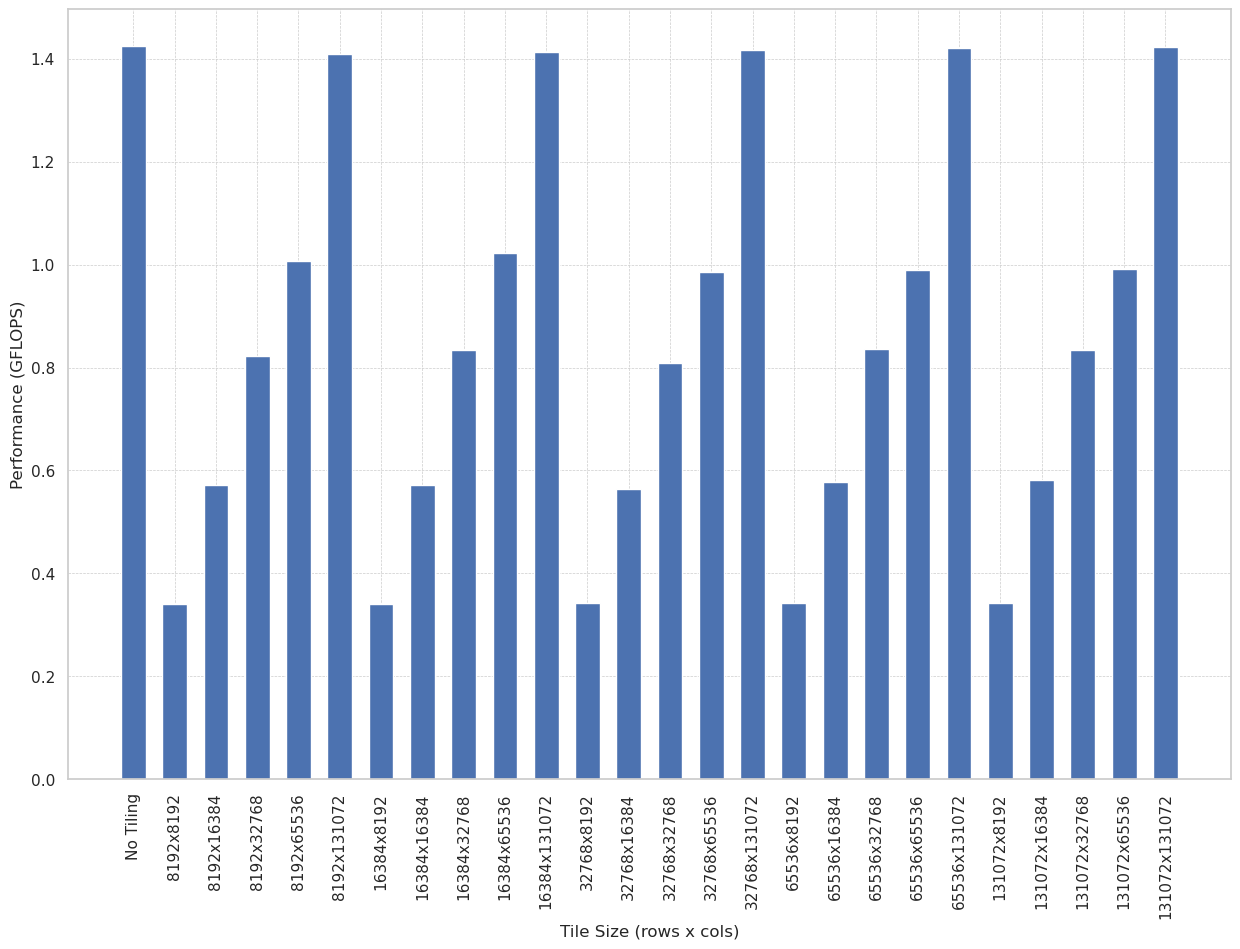 1.4
1.2
1.0
0.8
0.6
0.4
0.2
0.0
Performance (GFLOPS)
No Tiling
8192x8192
8192x16384
8192x32768
8192x65536
8192x131072
16384x8192
16384x16384
16384x32768
16384x65536
16384x131072
32768x8192
32768x16384
32768x32768
32768x65536
32768x131072
65536x8192
65536x16384
65536x32768
65536x65536
65536x131072
131072x8192
131072x16384
131072x32768
131072x65536
131072x131072
Tile Size (rows x cols)